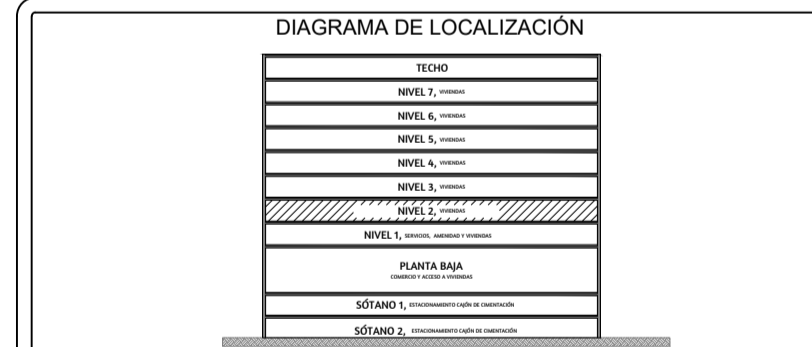 DIAGRAMA DE LOCALIZACIÓN
TECHO
NIVEL 7, VIVIENDAS
NIVEL 6, VIVIENDAS
NIVEL 5, VIVIENDAS
NIVEL 4, VIVIENDAS
NIVEL 3, VIVIENDAS
NIVEL 2, VIVIENDAS
NIVEL 1, SERVICIOS, AMENIDAD Y VIVIENDAS
PLANTA BAJA
COMERCIO Y ACCESO A VIVIENDAS
SÓTANO 1, ESTACIONAMIENTO CAJÓN DE CIMENTACIÓN
SÓTANO 2, ESTACIONAMIENTO CAJÓN DE CIMENTACIÓN